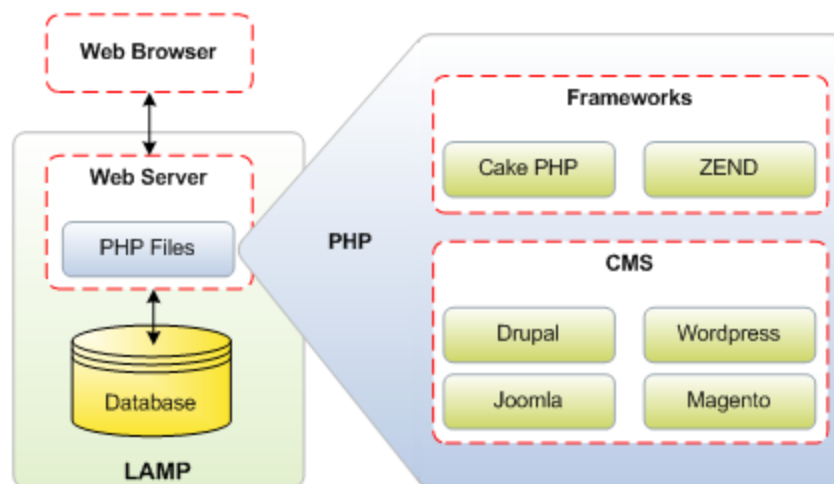 Web Browser
Web Server
PHP Files
Database
LAMP
PHP
Frameworks
Cake PHP
ZEND
CMS
Drupal
Wordpress
Joomla
Magento